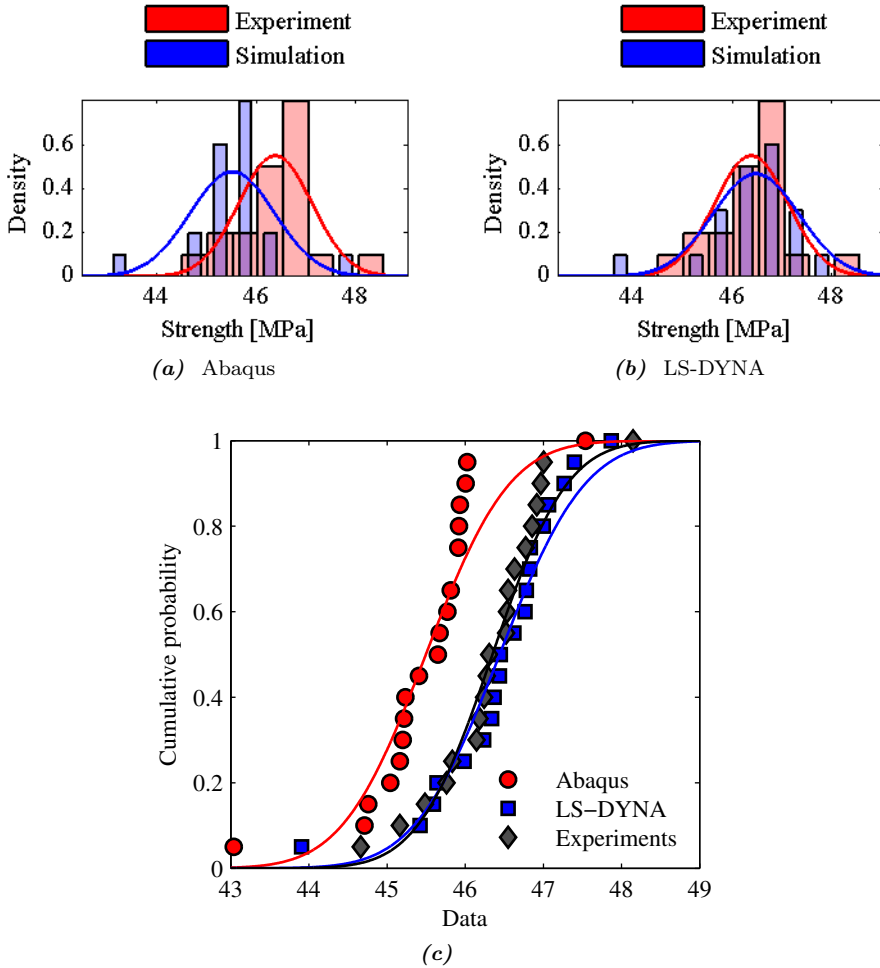 Experiment
Simulation
Density
0.6
0.4
0.2
0
44 46 48
Strength [MPa]
(a) Abaqus
Experiment
Simulation
Density
0.6
0.4
0.2
0
44 46 48
Strength [MPa]
(b) LS-DYNA
Cumulative probability
1
0.8
0.6
0.4
0.2
0
Abaqus
LS−DYNA
Experiments
43 44 45 46 47 48 49
Data
(c)